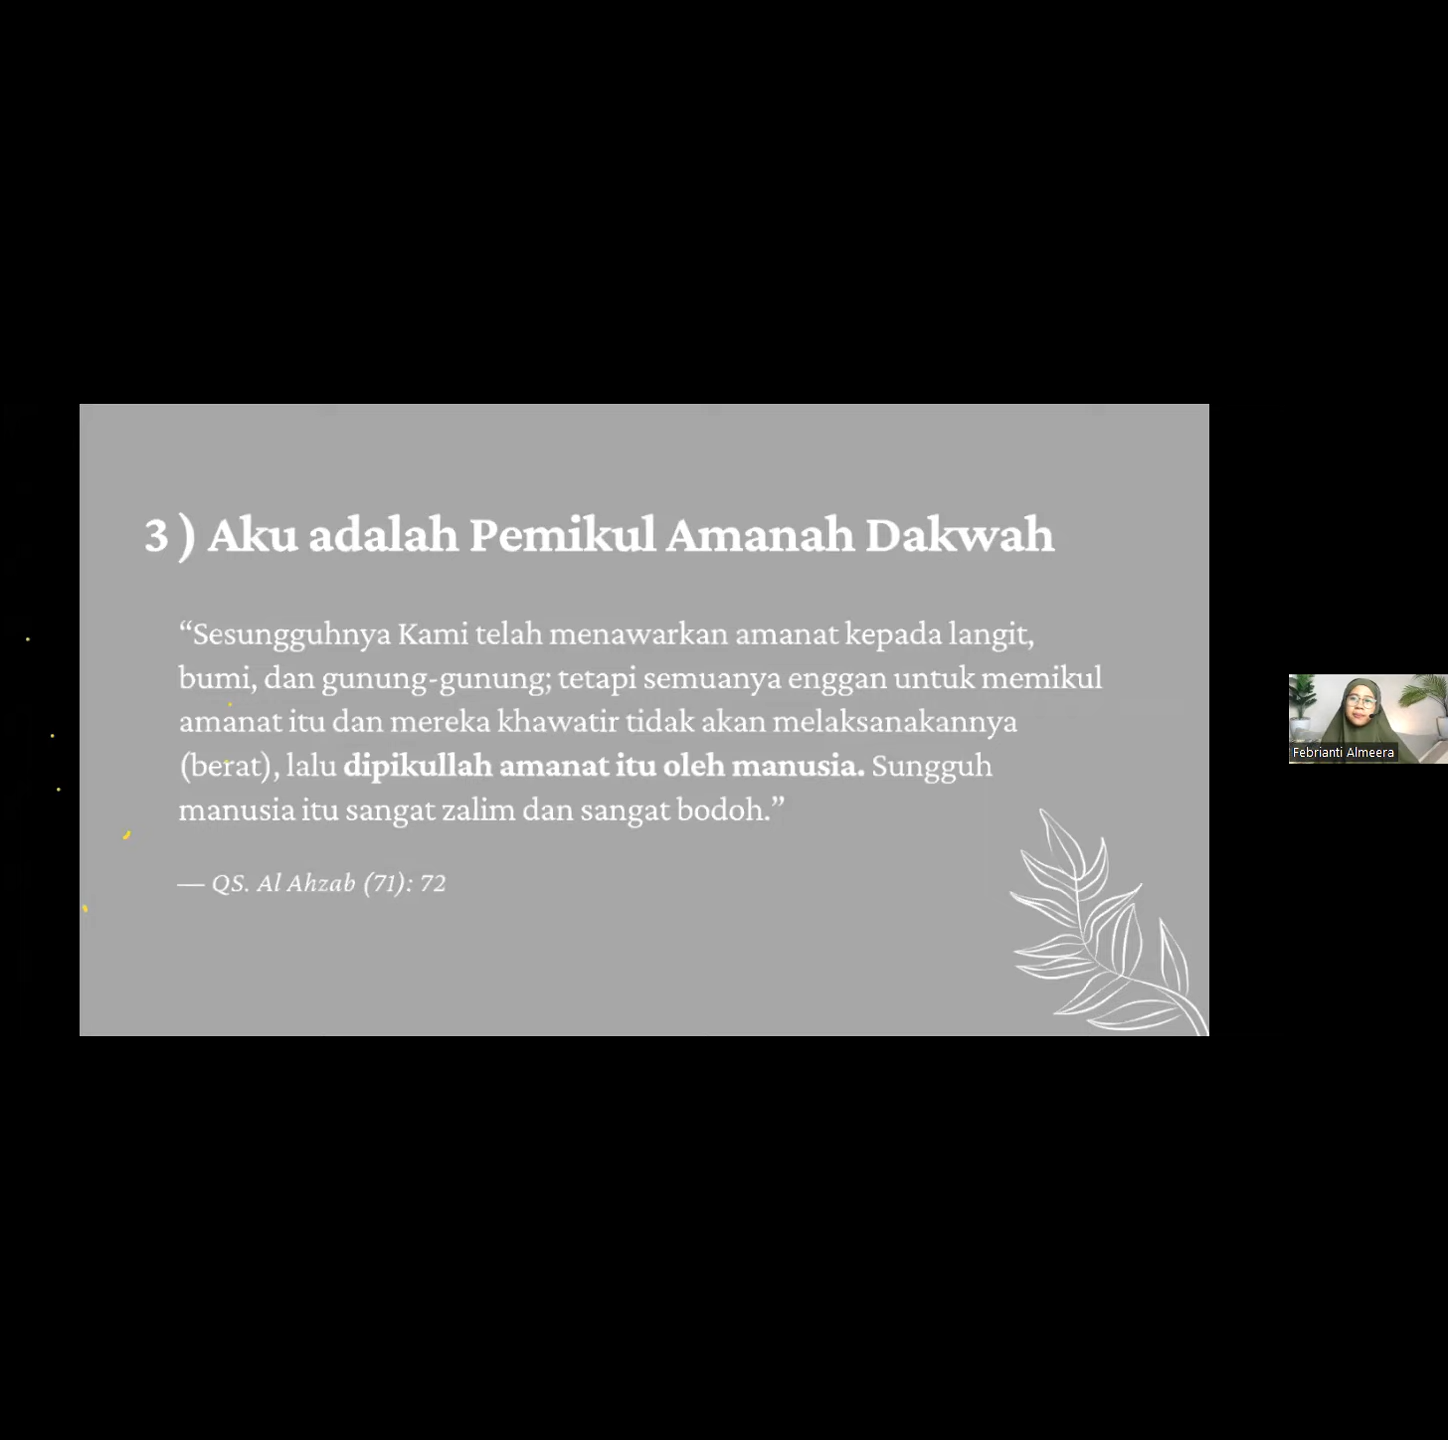 3 ) Aku adalah Pemikul Amanah Dakwah
“Sesungguhnya Kami telah menawarkan amanat kepada langit,
bumi, dan gunung-gunung; tetapi semuanya enggan untuk memikul
amanat itu dan mereka khawatir tidak akan melaksanakannya
(berat), lalu dipikullah amanat itu oleh manusia. Sungguh
manusia itu sangat zalim dan sangat bodoh.”
— QS. Al Ahzab (71): 72
Febrianti Almeera